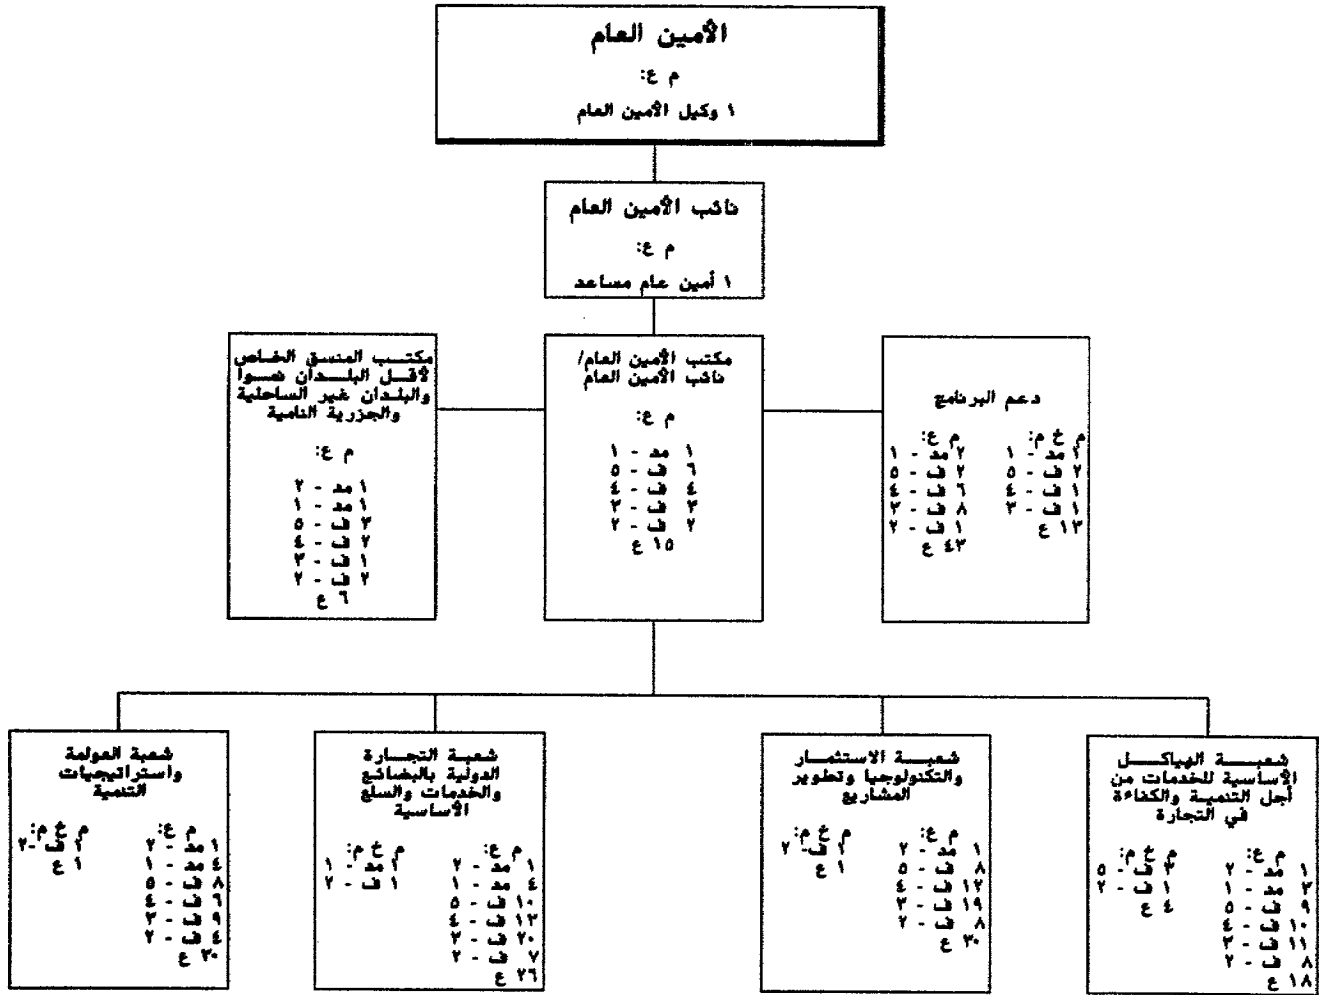 الأمين العام
م ع:
١ وكيل الأمين العام
نائب الأمين العام
م ع:
١ أمين عام مساعد
دعم البرنامج
م خ م:
١ مد - ١
٢ ف - ٥
١ ف - ٤
١ ف - ٣
١٣ ع
م ع:
٢ مد - ١
٢ ف - ٥
٦ ف - ٤
٨ ف - ٣
١ ف - ٢
٤٣ ع
مكتب الأمين العام/
نائب الأمين العام
م ع:
١ مد - ١
٦ ف - ٥
٤ ف - ٤
٣ ف - ٣
٢ ف - ٢
١٥ ع
مكتب المنسق الخاص
لأقل البلدان نموا
والبلدان غير الساحلية
والجزرية النامية
م ع:
١ مد - ٢
١ مد - ١
٣ ف - ٥
٢ ف - ٤
١ ف - ٣
٢ ف - ٢
٦ ع
شعبة الهياكل
الأساسية للخدمات من
أجل التنمية والكفاءة
في التجارة
م ع:
١ مد - ٢
٣ مد - ١
٩ ف - ٥
١٠ ف - ٤
١١ ف - ٣
٨ ف - ٢
١٨ ع
م خ م:
٣ ف - ٥
١ ف - ٢
٤ ع
شعبة الاستثمار
والتكنولوجيا وتطوير
المشاريع
م ع:
١ مد - ٢
٨ ف - ٥
١٢ ف - ٤
١٩ ف - ٣
٨ ف - ٢
٣٠ ع
م خ م:
١ ف - ٢
١ ع
شعبة التجارة
الدولية بالبضائع
والخدمات والسلع
الأساسية
م ع:
١ مد - ٢
٤ مد - ١
١٠ ف - ٥
١٣ ف - ٤
٢٠ ف - ٣
٧ ف - ٢
٢٦ ع
م خ م:
١ مد - ١
١ ف - ٢
شعبة العولمة
واستراتيجيات
التنمية
م ع:
١ مد - ٢
٤ مد - ١
٨ ف - ٥
٦ ف - ٤
٩ ف - ٣
٤ ف - ٢
٣٠ ع
م خ م:
١ ف -٢
١ ع